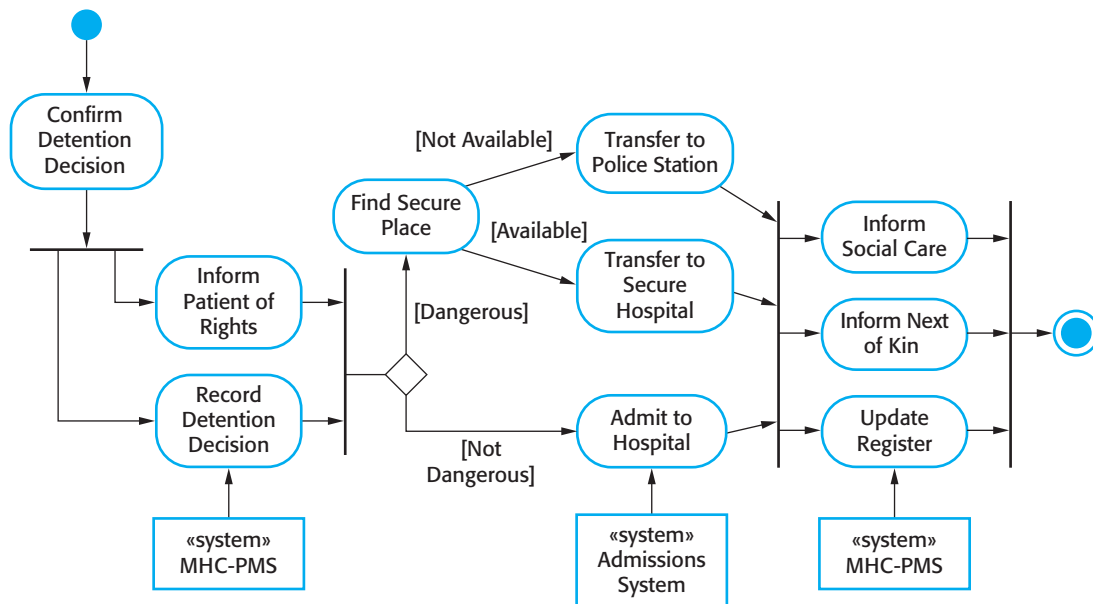 Confirm
Detention
Decision
Inform
Patient of
Rights
Record
Detention
Decision
«system»
MHC-PMS
Find Secure
Place
[Dangerous]
[Not
Dangerous]
[Not Available]
[Available]
Transfer to
Police Station
Transfer to
Secure
Hospital
Admit to
Hospital
«system»
Admissions
System
Inform
Social Care
Inform Next
of Kin
Update
Register
«system»
MHC-PMS